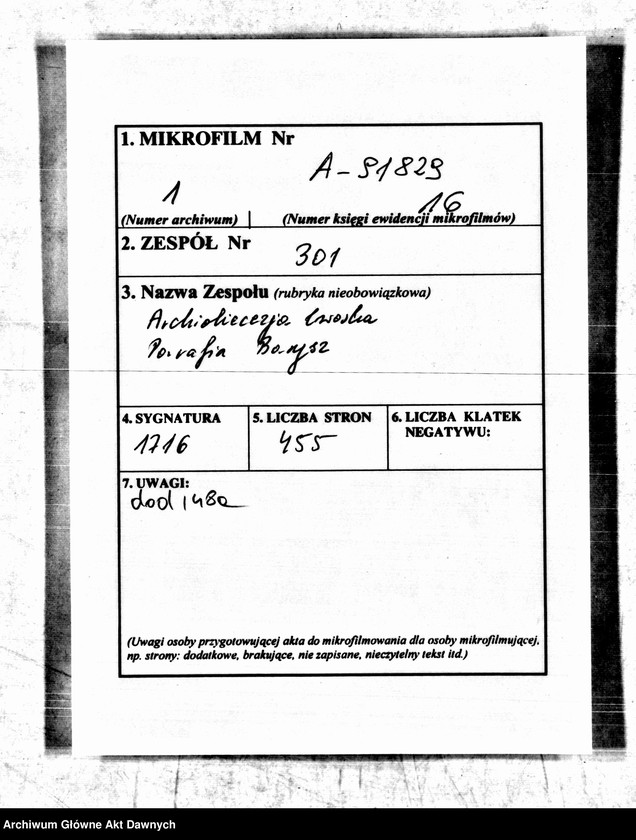 1. MIKROFILM Nr
A-91829
1 16
(Numer archiwum) (Numer księgi ewidencji mikrofilmów)
2. ZESPÓŁ Nr
301
3. Nazwa Zespołu (rubryka nieobowiązkowa)
Archidiecezja lwowska
Parafia Barysz
4. SYGNATURA 5. LICZBA STRON 6. LICZBA KLATEK
NEGATYWU:
1716 455
7. UWAGI:
dod 148a
(Uwagi osoby przygotowującej akta do mikrofilmowania dla osoby mikrofilmującej,
np. strony: dodatkowe, brakujące, nie zapisane, nieczytelny tekst itd.)
Archiwum Główne Akt Dawnych